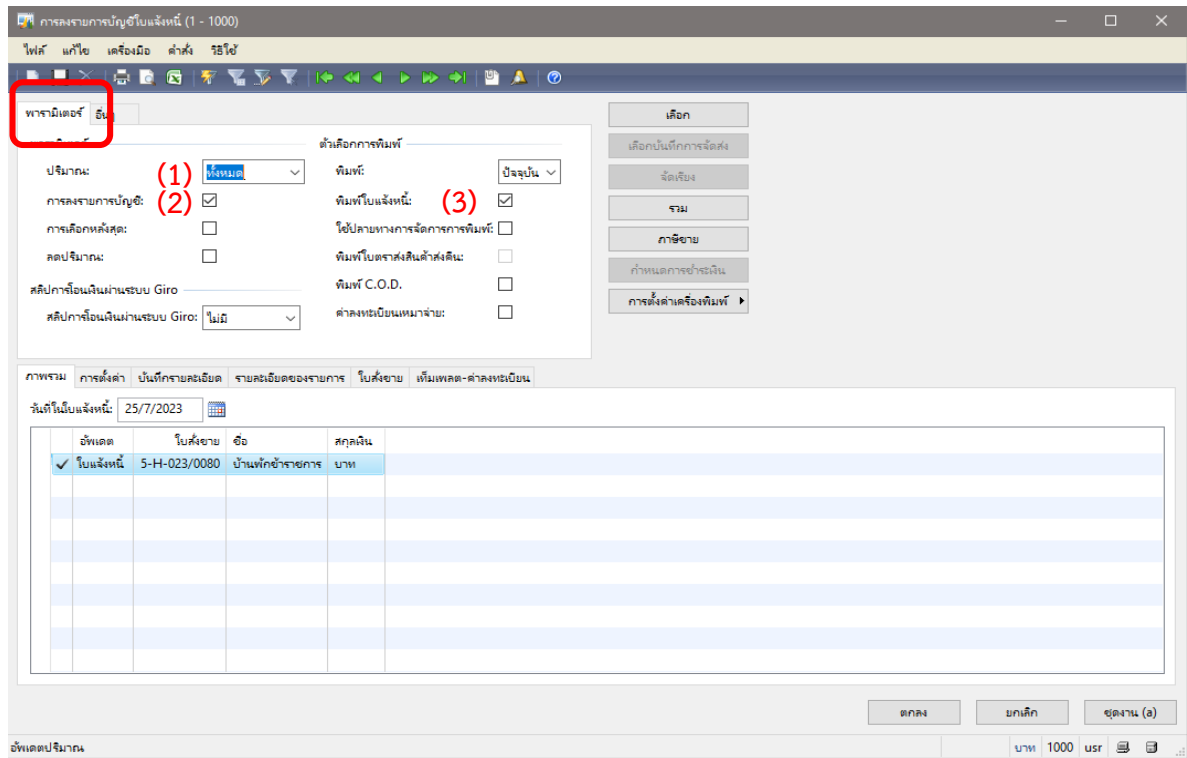 การลงรายการบัญชีใบแจ้งหนี้ (1 - 1000)
ไฟล์ แก้ไข เครื่องมือ คำสั่ง วิธีใช้
พารามิเตอร์
เลือก
ตัวเลือกการพิมพ์
เลือกบันทึกการจัดส่ง
ปริมาณ: (1) ทั้งหมด
พิมพ์: ปัจจุบัน
จัดเรียง
การลงรายการบัญชี: (2)
พิมพ์ใบแจ้งหนี้: (3)
รวม
การเลือกหลังสุด:
ใช้ปลายทางการจัดการการพิมพ์:
ภาษีขาย
ลดปริมาณ:
พิมพ์ใบตราส่งสินค้าส่งคืน:
กำหนดการชำระเงิน
สลิปการโอนเงินผ่านระบบ Giro
พิมพ์ C.O.D.
การตั้งค่าเครื่องพิมพ์
สลิปการโอนเงินผ่านระบบ Giro: ไม่มี
ค่าลงทะเบียนเหมาจ่าย:
ภาพรวม การตั้งค่า บันทึกรายละเอียด รายละเอียดของรายการ ใบสั่งขาย เท็มเพลต-ค่าลงทะเบียน
วันที่ในใบแจ้งหนี้: 25/7/2023
อัพเดต ใบสั่งขาย ชื่อ สกุลเงิน
ใบแจ้งหนี้ 5-H-023/0080 บ้านพักข้าราชการ บาท
ตกลง ยกเลิก ชุดงาน (a)
อัพเดตปริมาณ
บาท 1000 usr